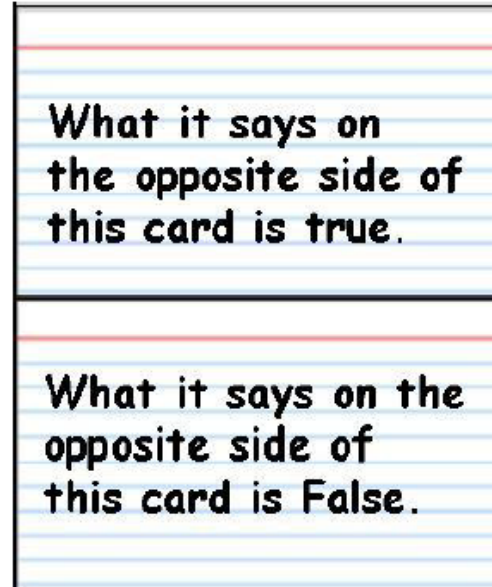 What it says on
the opposite side of
this card is true.
What it says on the
opposite side of
this card is False.